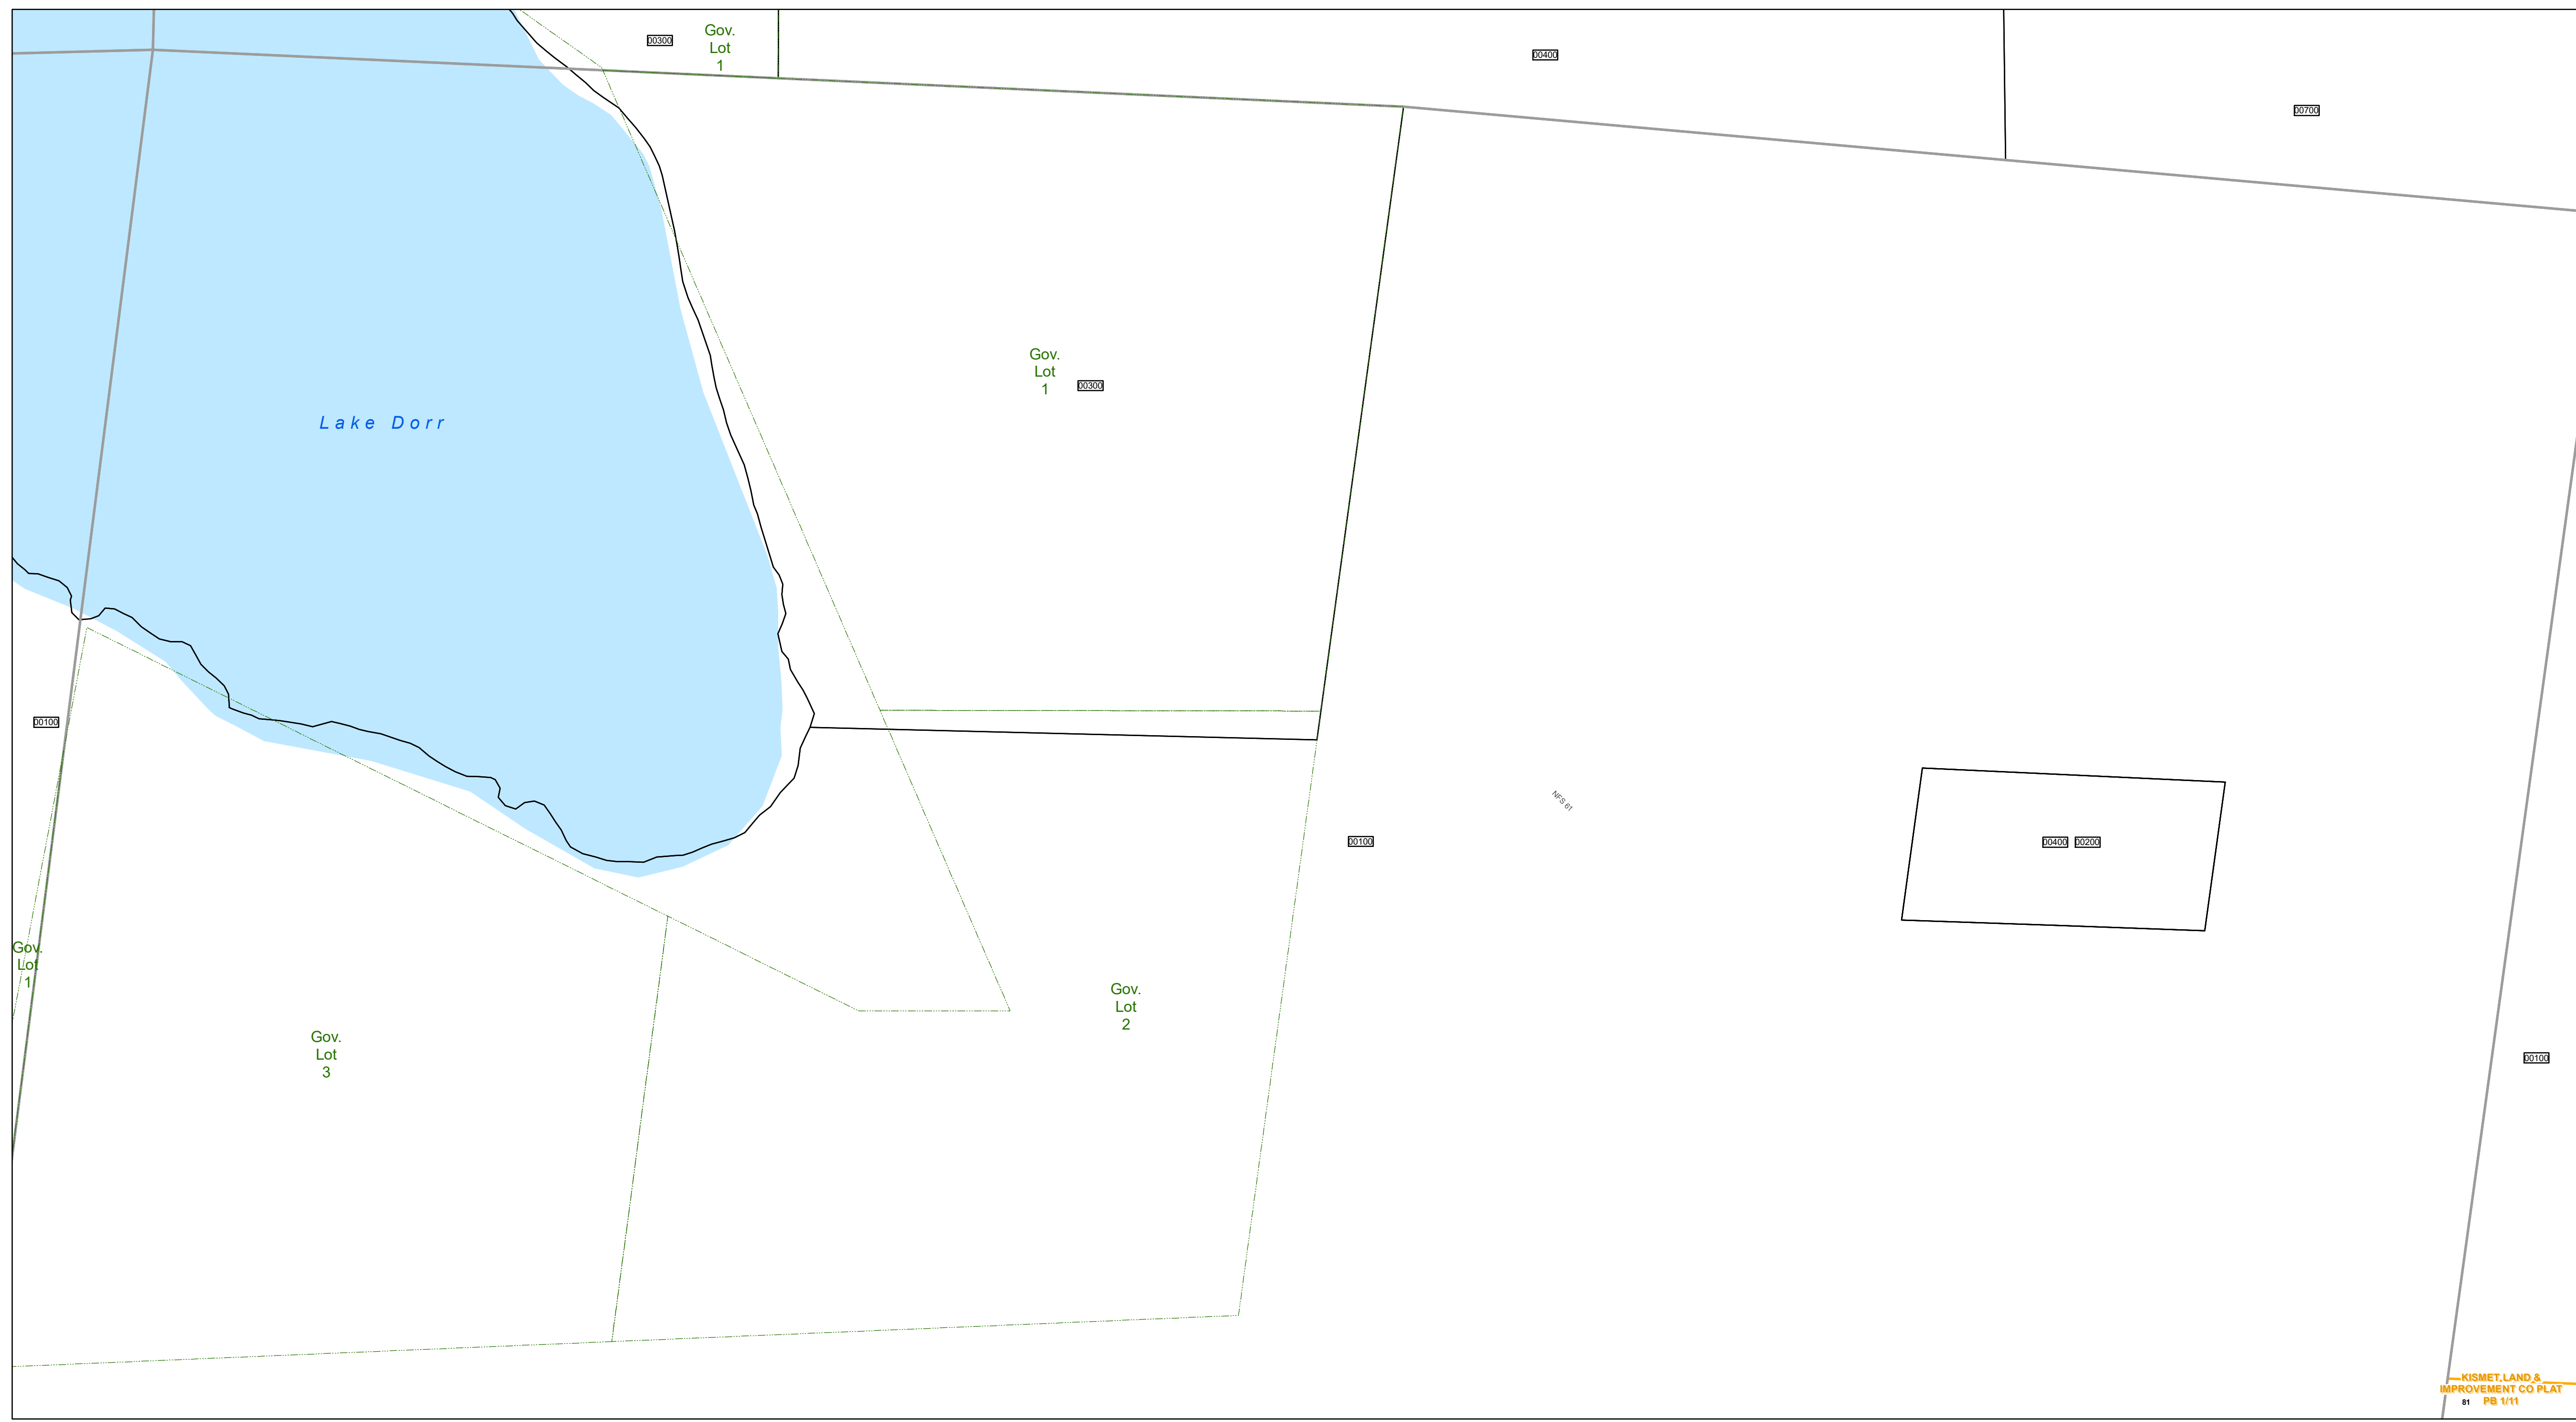 Gov.
Lot
1
00300
00400
00700
Gov.
Lot
1
00300
Lake Dorr
00100
NFS 61
00100
00400 00200
Gov.
Lot
1
Gov.
Lot
2
Gov.
Lot
3
00100
KISMET,LAND &
IMPROVEMENT CO PLAT
81 PB 1/11